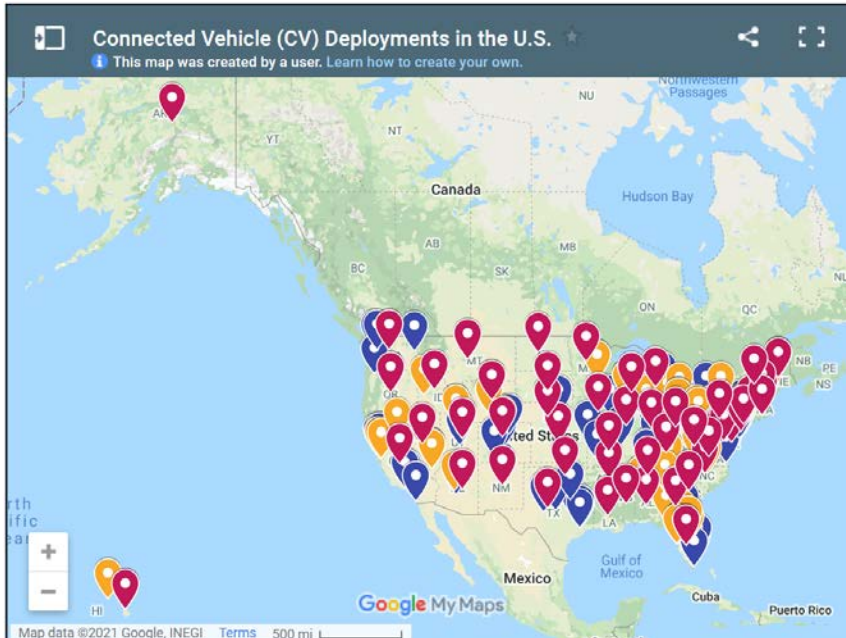 Connected Vehicle (CV) Deployments in the U.S.
This map was created by a user. Learn how to create your own.
Northwestern
Passages
NU
NT
YT
Canada
Hudson Bay
AB
MB
BC
SK
ON
QC
NB
PE
NS
MT
OR
ID
United States
NC
NM
TX
LA
Gulf of
Mexico
Mexico
HI
Cuba
Puerto Rico
+
−
Google My Maps
Map data ©2021 Google, INEGI Terms 500 mi